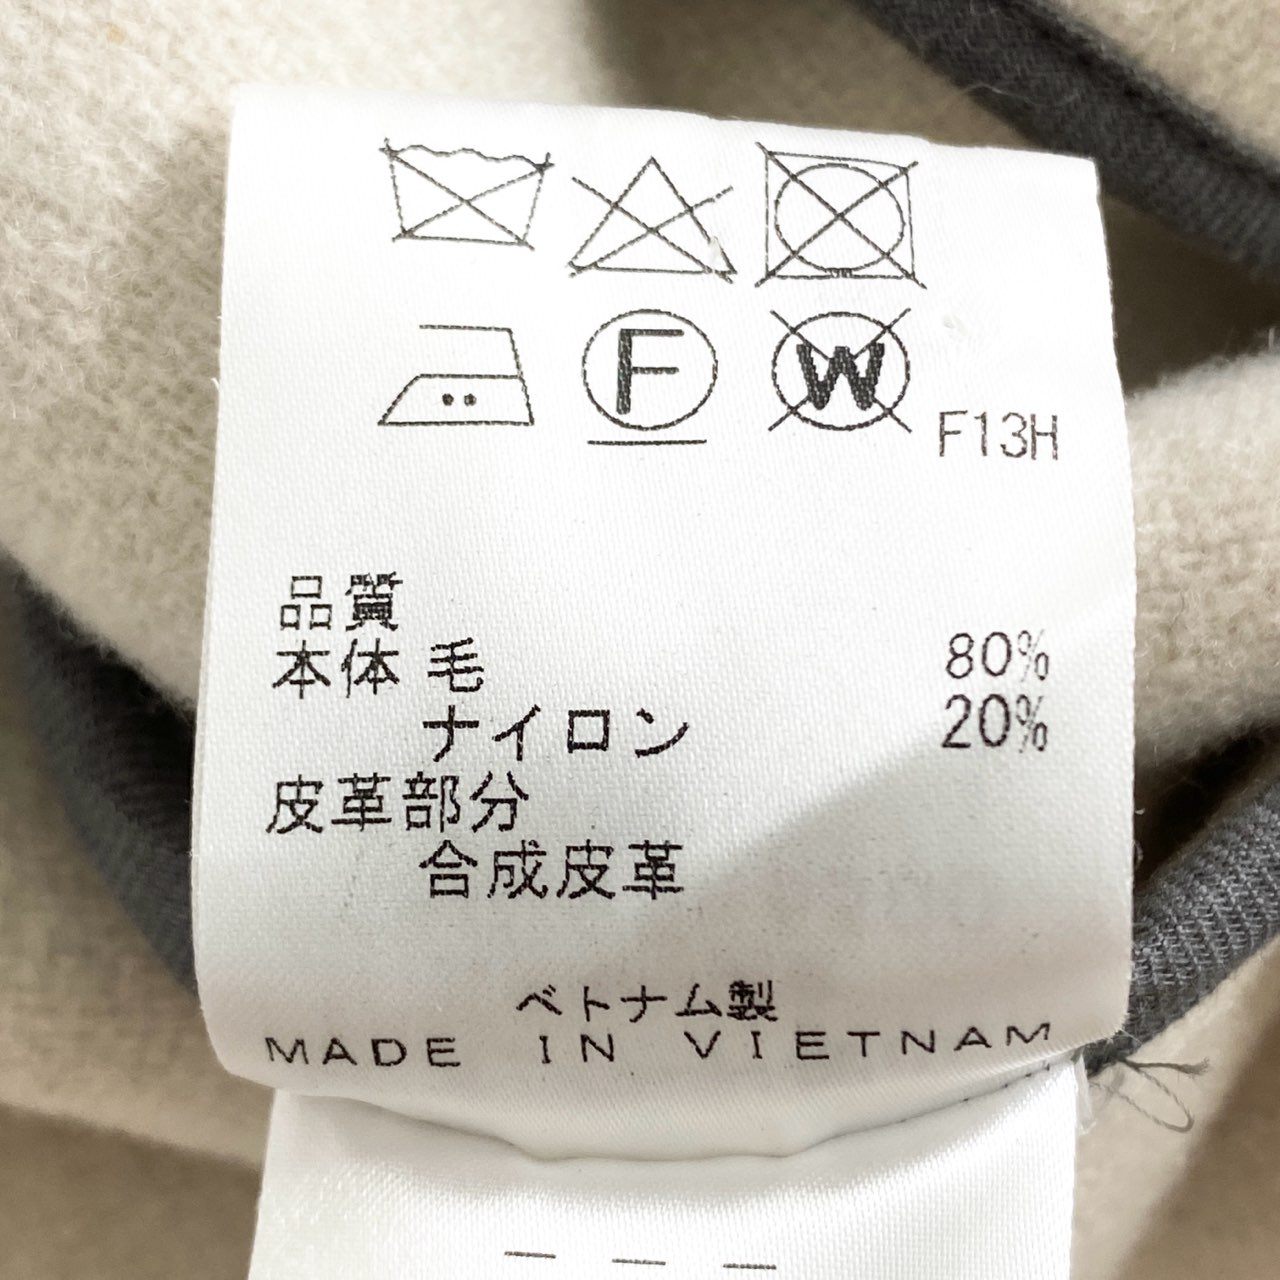 F W F13H
品質
本体 毛 80%
ナイロン 20%
皮革部分
合成皮革
ベトナム製
MADE IN VIETNAM